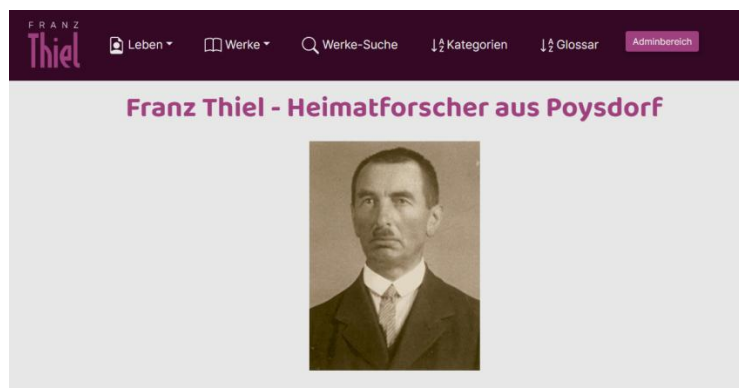 FRANZ
Thiel
Leben
Werke
Werke-Suche
Kategorien
Glossar
Adminbereich
Franz Thiel - Heimatforscher aus Poysdorf